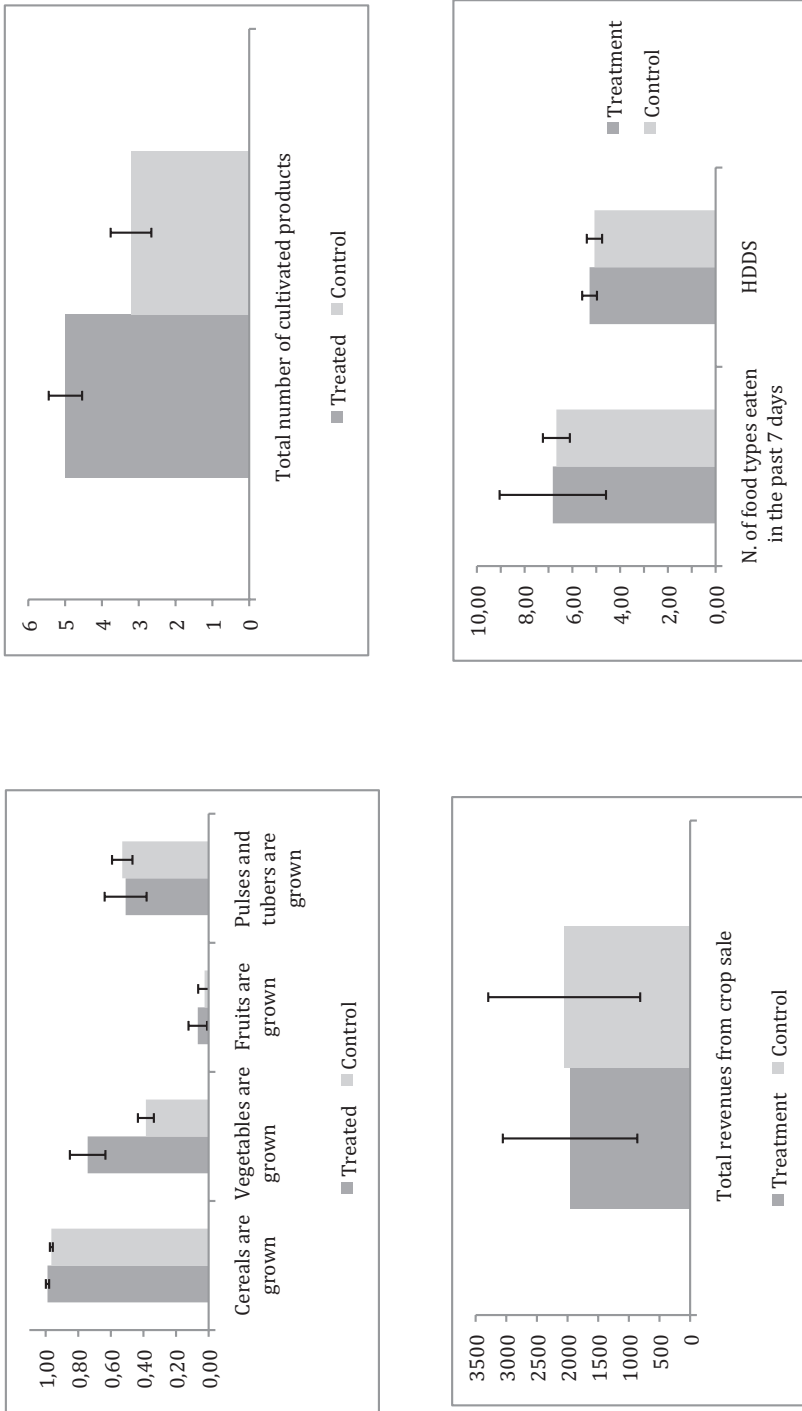 1,00
0,80
0,60
0,40
0,20
0,00
Cereals are grown
Vegetables are grown
Fruits are grown
Pulses and tubers are grown
Treated Control
6
5
4
3
2
1
0
Total number of cultivated products
Treated Control
3500
3000
2500
2000
1500
1000
500
0
Total revenues from crop sale
Treatment Control
10,00
8,00
6,00
4,00
2,00
0,00
N. of food types eaten
in the past 7 days
HDDS
Treatment
Control